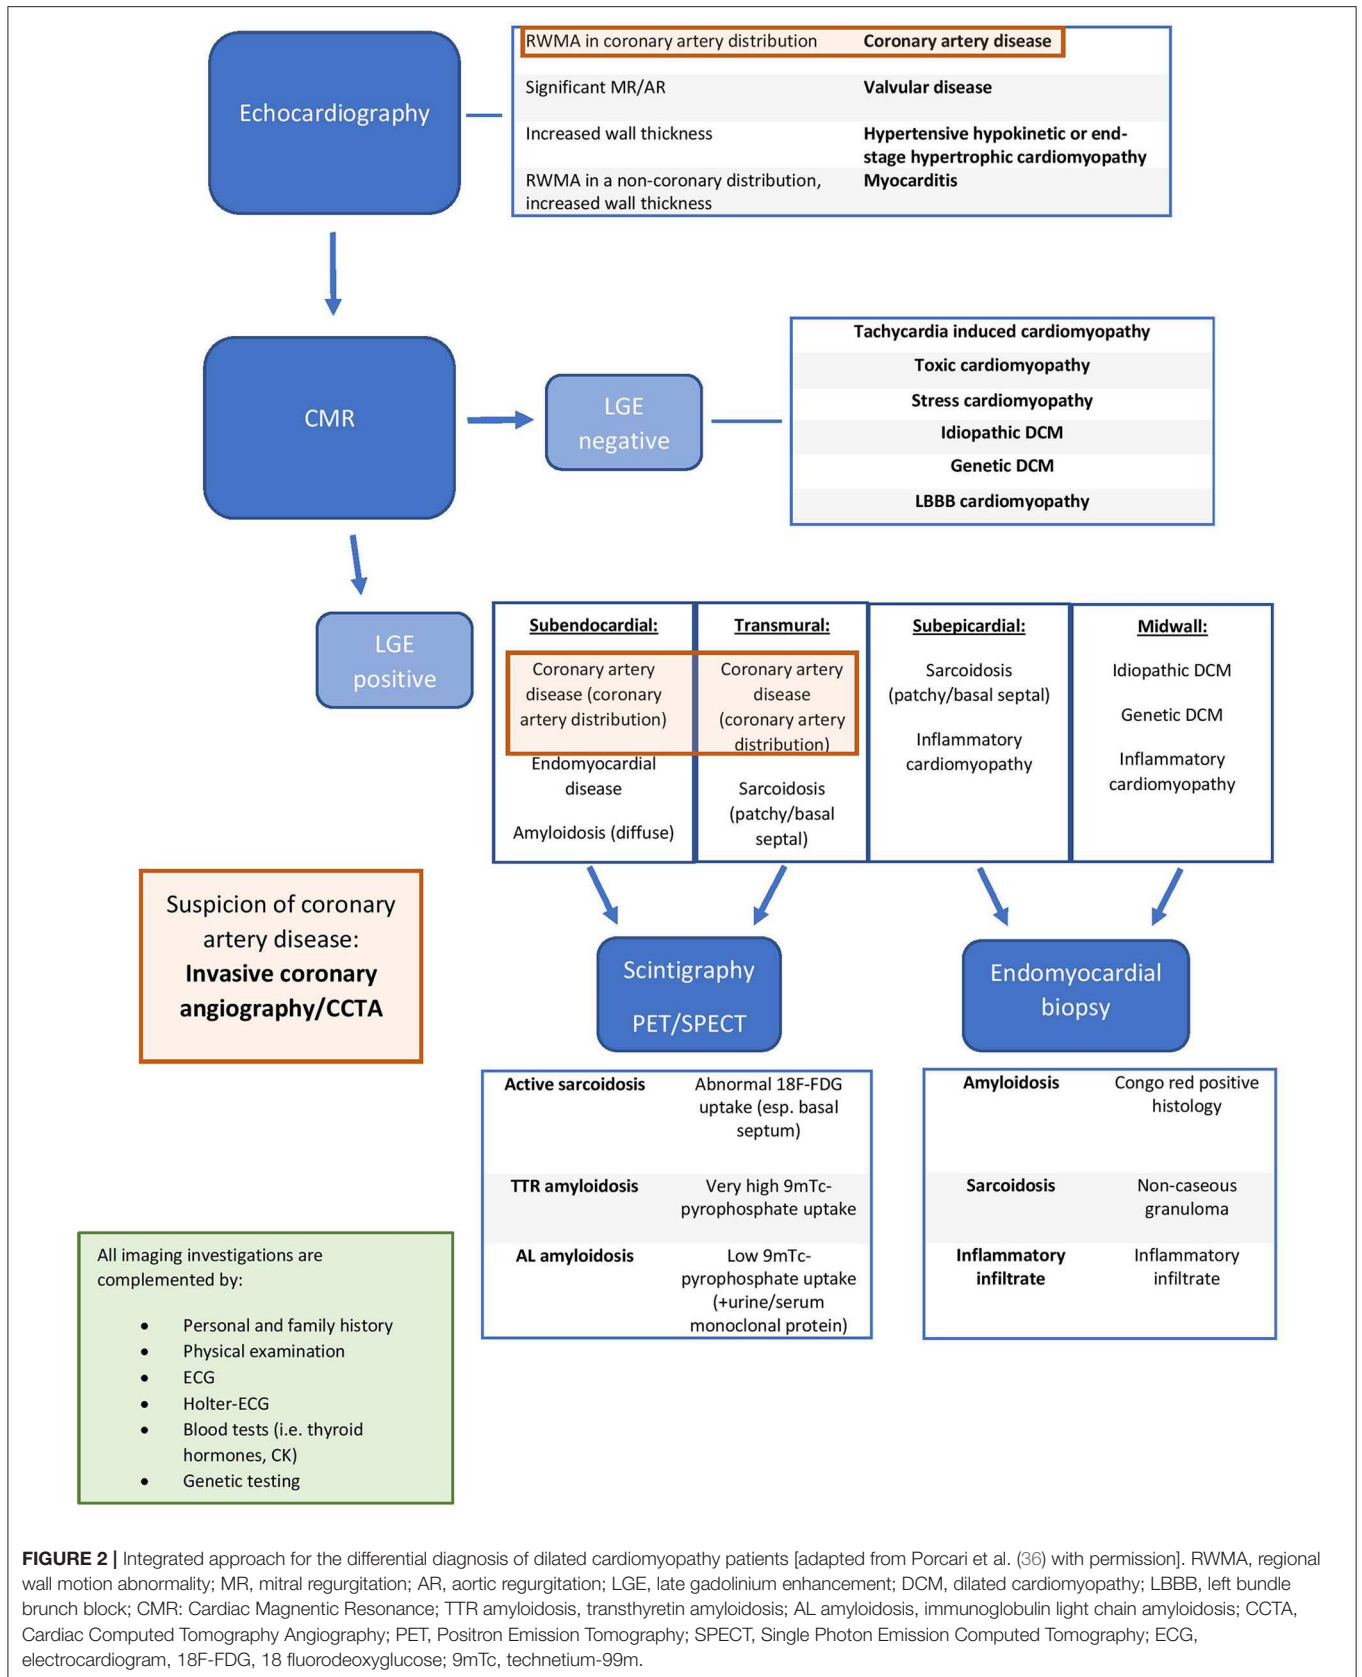 Echocardiography
RWMA in coronary artery distribution Coronary artery disease
Significant MR/AR Valvular disease
Increased wall thickness Hypertensive hypokinetic or end-
stage hypertrophic cardiomyopathy
RWMA in a non-coronary distribution, Myocarditis
increased wall thickness
CMR
LGE
negative
Tachycardia induced cardiomyopathy
Toxic cardiomyopathy
Stress cardiomyopathy
Idiopathic DCM
Genetic DCM
LBBB cardiomyopathy
LGE
positive
Subendocardial:
Coronary artery
disease (coronary
artery distribution)
Endomyocardial
disease
Amyloidosis (diffuse)
Transmural:
Coronary artery
disease
(coronary artery
distribution)
Sarcoidosis
(patchy/basal
septal)
Subepicardial:
Sarcoidosis
(patchy/basal septal)
Inflammatory
cardiomyopathy
Midwall:
Idiopathic DCM
Genetic DCM
Inflammatory
cardiomyopathy
Suspicion of coronary
artery disease:
Invasive coronary
angiography/CCTA
Scintigraphy
PET/SPECT
Endomyocardial
biopsy
Active sarcoidosis Abnormal 18F-FDG
uptake (esp. basal
septum)
TTR amyloidosis Very high 9mTc-
pyrophosphate uptake
AL amyloidosis Low 9mTc-
pyrophosphate uptake
(+urine/serum
monoclonal protein)
Amyloidosis Congo red positive
histology
Sarcoidosis Non-caseous
granuloma
Inflammatory Inflammatory
infiltrate infiltrate
All imaging investigations are
complemented by:
• Personal and family history
• Physical examination
• ECG
• Holter-ECG
• Blood tests (i.e. thyroid
hormones, CK)
• Genetic testing
FIGURE 2 | Integrated approach for the differential diagnosis of dilated cardiomyopathy patients [adapted from Porcari et al. (36) with permission]. RWMA, regional
wall motion abnormality; MR, mitral regurgitation; AR, aortic regurgitation; LGE, late gadolinium enhancement; DCM, dilated cardiomyopathy; LBBB, left bundle
brunch block; CMR: Cardiac Magnentic Resonance; TTR amyloidosis, transthyretin amyloidosis; AL amyloidosis, immunoglobulin light chain amyloidosis; CCTA,
Cardiac Computed Tomography Angiography; PET, Positron Emission Tomography; SPECT, Single Photon Emission Computed Tomography; ECG,
electrocardiogram, 18F-FDG, 18 fluorodeoxyglucose; 9mTc, technetium-99m.